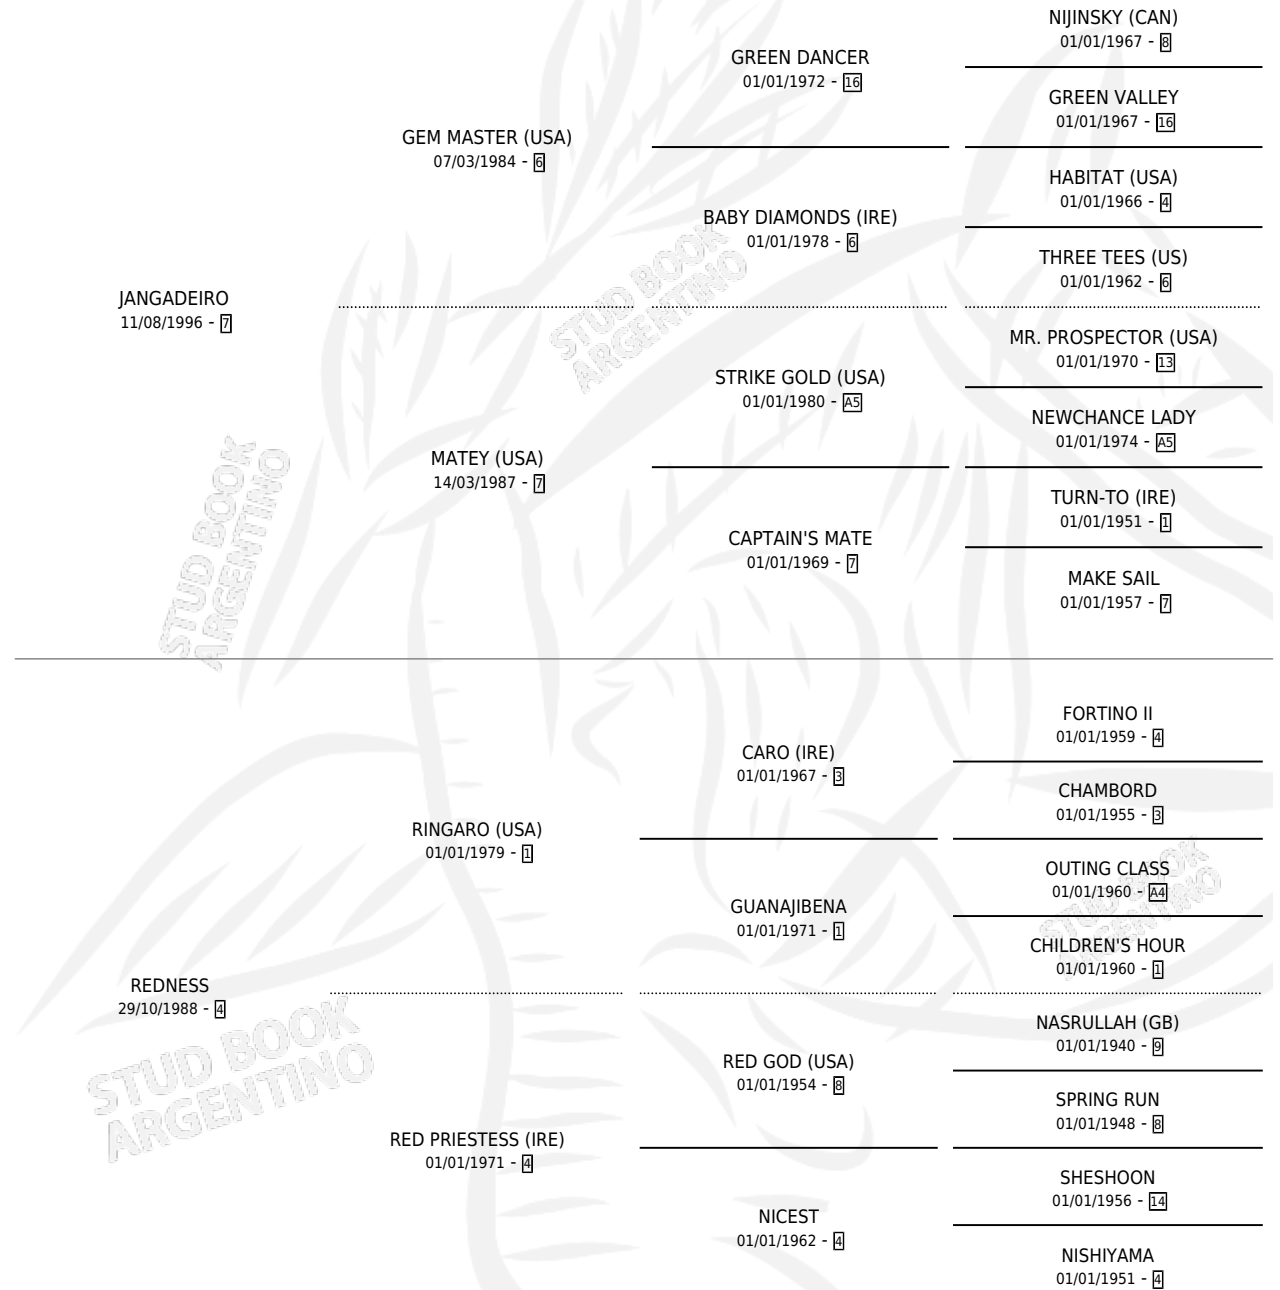 NIJINSKY (CAN)
01/01/1967 - 8
GREEN DANCER
01/01/1972 - 16
GREEN VALLEY
01/01/1967 - 16
GEM MASTER (USA)
07/03/1984 - 6
HABITAT (USA)
01/01/1966 - 4
BABY DIAMONDS (IRE)
01/01/1978 - 6
THREE TEES (US)
01/01/1962 - 6
JANGADEIRO
11/08/1996 - 7
STUD BOOK
ARGENTINO
MR. PROSPECTOR (USA)
01/01/1970 - 13
STRIKE GOLD (USA)
01/01/1980 - A5
NEWCHANCE LADY
01/01/1974 - A5
MATEY (USA)
14/03/1987 - 7
TURN-TO (IRE)
01/01/1951 - 1
CAPTAIN'S MATE
01/01/1969 - 7
MAKE SAIL
01/01/1957 - 7
STUD BOOK
ARGENTINO
FORTINO II
01/01/1959 - 4
CARO (IRE)
01/01/1967 - 3
CHAMBORD
01/01/1955 - 3
RINGARO (USA)
01/01/1979 - 1
OUTING CLASS
01/01/1960 - A4
GUANAJIBENA
01/01/1971 - 1
CHILDREN'S HOUR
01/01/1960 - 1
STUD BOOK
ARGENTINO
REDNESS
29/10/1988 - 4
NASRULLAH (GB)
01/01/1940 - 9
RED GOD (USA)
01/01/1954 - 8
SPRING RUN
01/01/1948 - 8
STUD BOOK
ARGENTINO
RED PRIESTESS (IRE)
01/01/1971 - 4
SHESHOON
01/01/1956 - 14
NICEST
01/01/1962 - 4
NISHIYAMA
01/01/1951 - 4